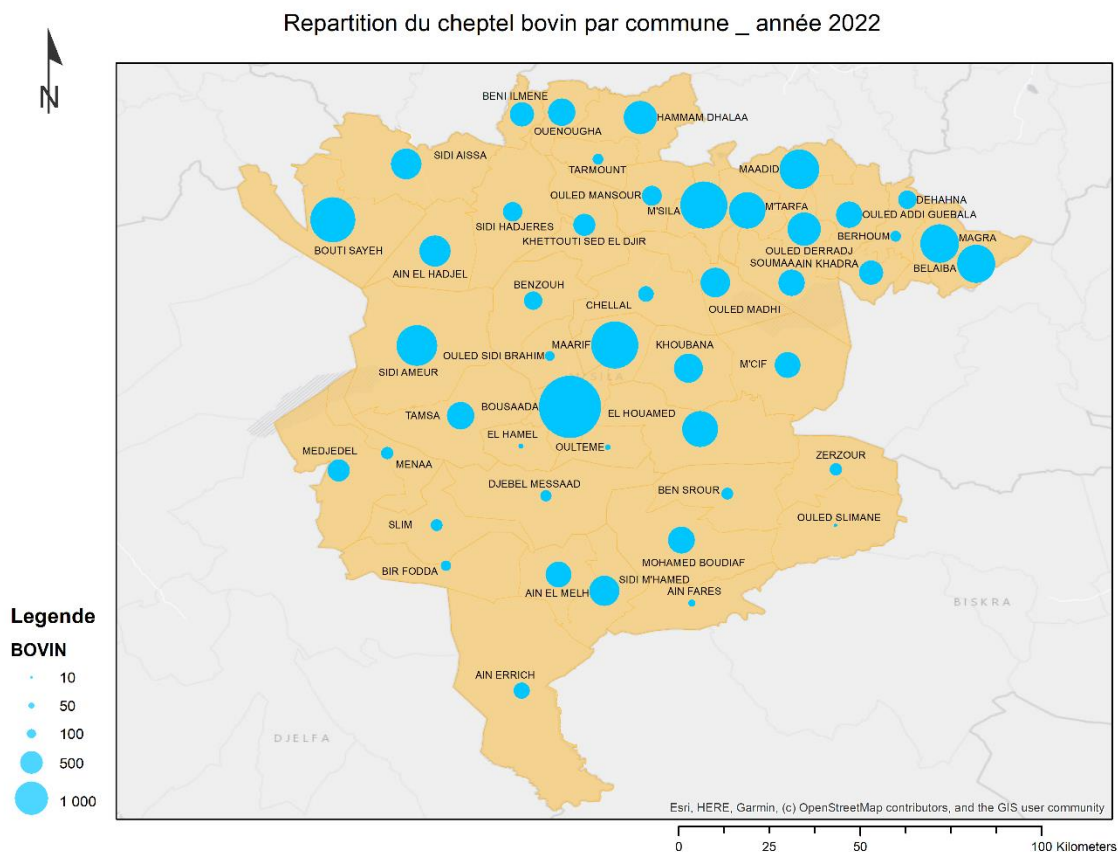 Repartition du cheptel bovin par commune _ année 2022
N
BENI ILMENE
OUENOUGHA
HAMMAM DHALAA
SIDI AISSA
TARMOUNT
MAADID
OULED MANSOUR
DEHAHNA
M'SILA
M'TARFA
OULED ADDI GUEBALA
SIDI HADJERES
KHETTOUTI SED EL DJIR
BERHOUM
MAGRA
BOUTI SAYEH
OULED DERRADJ
AIN EL HADJEL
SOUMAA
AIN KHADRA
BELAIBA
BENZOUH
CHELLAL
OULED MADHI
OULED SIDI BRAHIM
MAARIF
KHOUBANA
M'CIF
SIDI AMEUR
TAMSA
BOUSAADA
EL HOUAMED
EL HAMEL
OULTEME
MEDJEDEL
MENAA
ZERZOUR
DJEBEL MESSAAD
BEN SROUR
SLIM
OULED SLIMANE
MOHAMED BOUDIAF
BIR FODDA
AIN EL MELH
SIDI M'HAMED
AIN FARES
BISKRA
AIN ERRICH
DJELFA
Legende
BOVIN
10
50
100
500
1 000
Esri, HERE, Garmin, (c) OpenStreetMap contributors, and the GIS user community
0 25 50 100 Kilometers